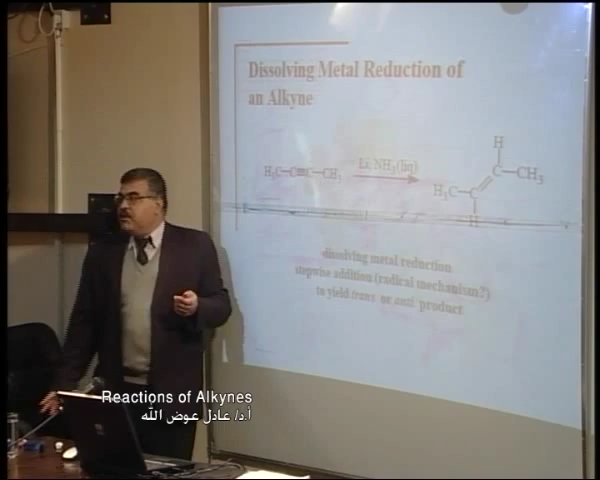 Dissolving Metal Reduction of
an Alkyne
H₃C—C≡C—CH₃
Li; NH₃(liq)
H
C—CH₃
H₃C—C
H
dissolving metal reduction
stepwise addition (radical mechanism?)
to yield trans or anti product
Reactions of Alkynes
أ.د/ عادل عوض الله